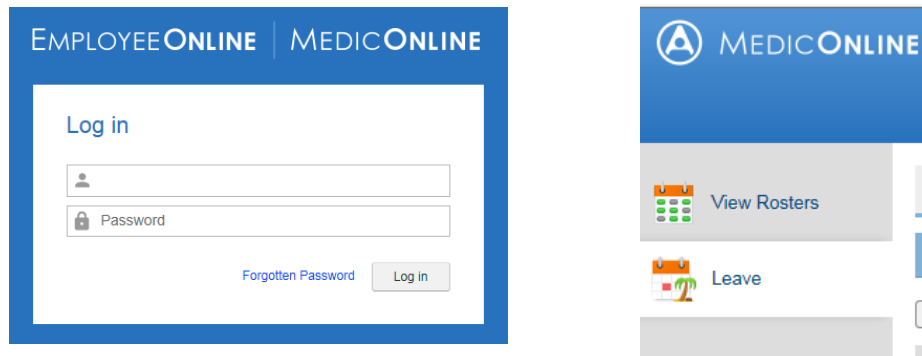 EMPLOYEEONLINE | MEDICONLINE
Log in
Password
Forgotten Password Log in
MEDICONLINE
View Rosters
Leave